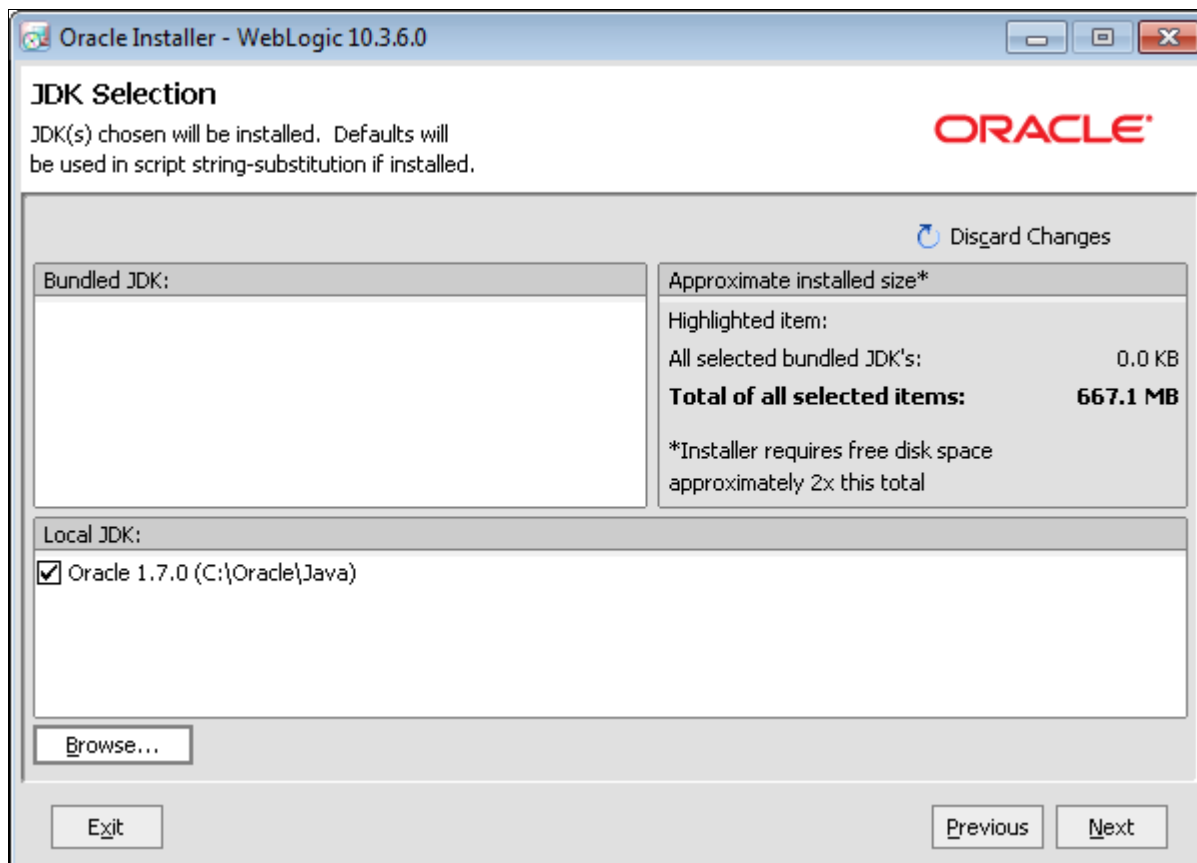 Oracle Installer - WebLogic 10.3.6.0
JDK Selection
JDK(s) chosen will be installed. Defaults will
be used in script string-substitution if installed.
ORACLE
Discard Changes
Bundled JDK:
Approximate installed size*
Highlighted item:
All selected bundled JDK's: 0.0 KB
Total of all selected items: 667.1 MB
*Installer requires free disk space
approximately 2x this total
Local JDK:
Oracle 1.7.0 (C:\Oracle\Java)
Browse...
Exit Previous Next